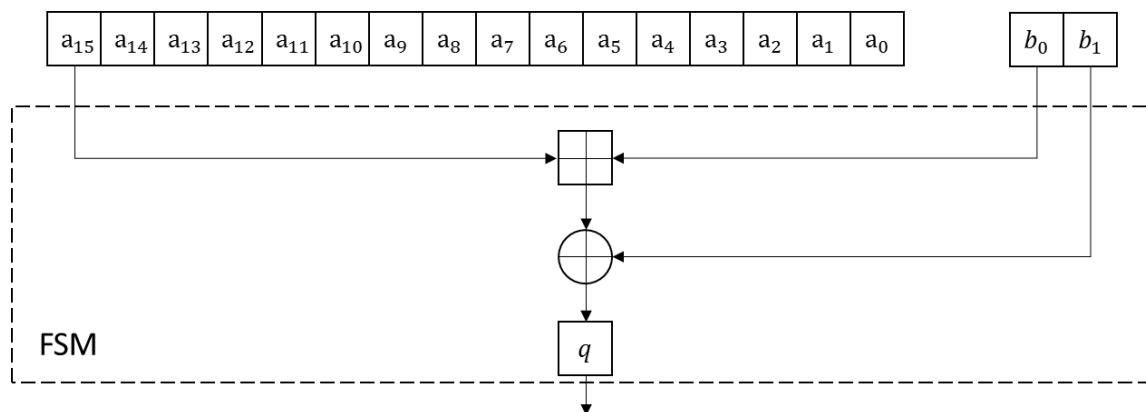 a₁₅ a₁₄ a₁₃ a₁₂ a₁₁ a₁₀ a₉ a₈ a₇ a₆ a₅ a₄ a₃ a₂ a₁ a₀ b₀ b₁
FSM
q